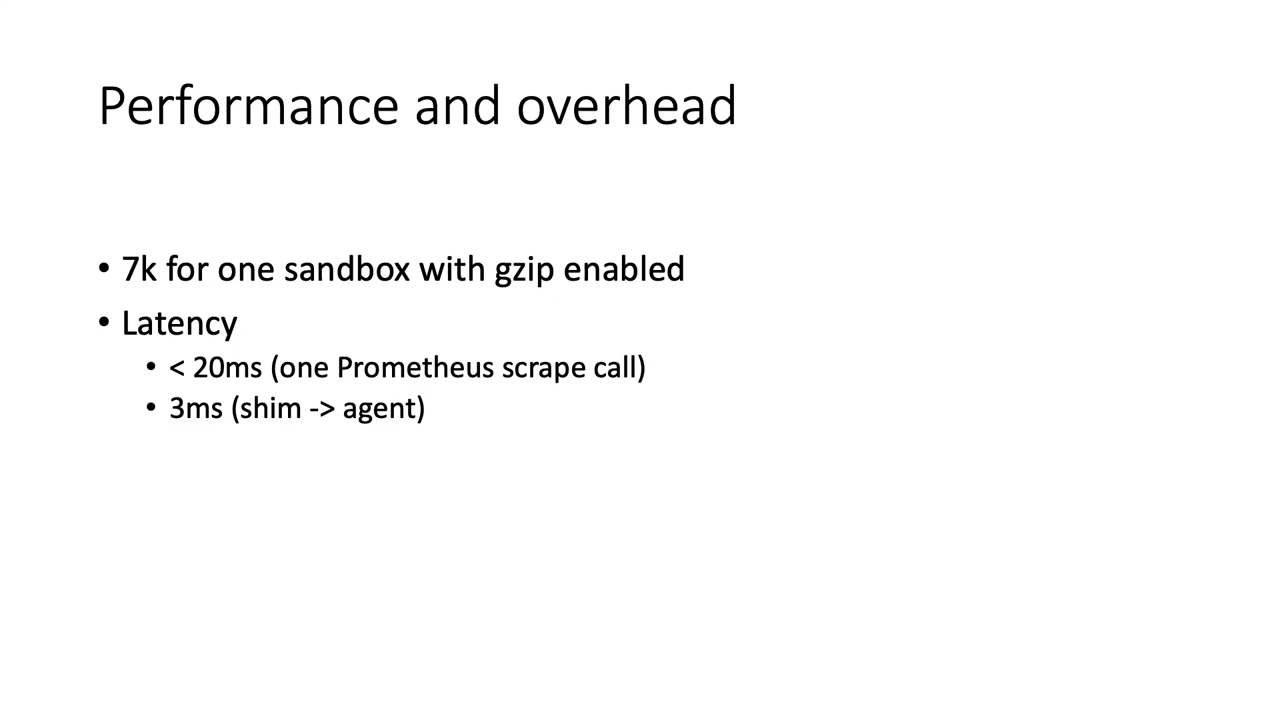 Performance and overhead
• 7k for one sandbox with gzip enabled
• Latency
• < 20ms (one Prometheus scrape call)
• 3ms (shim -> agent)